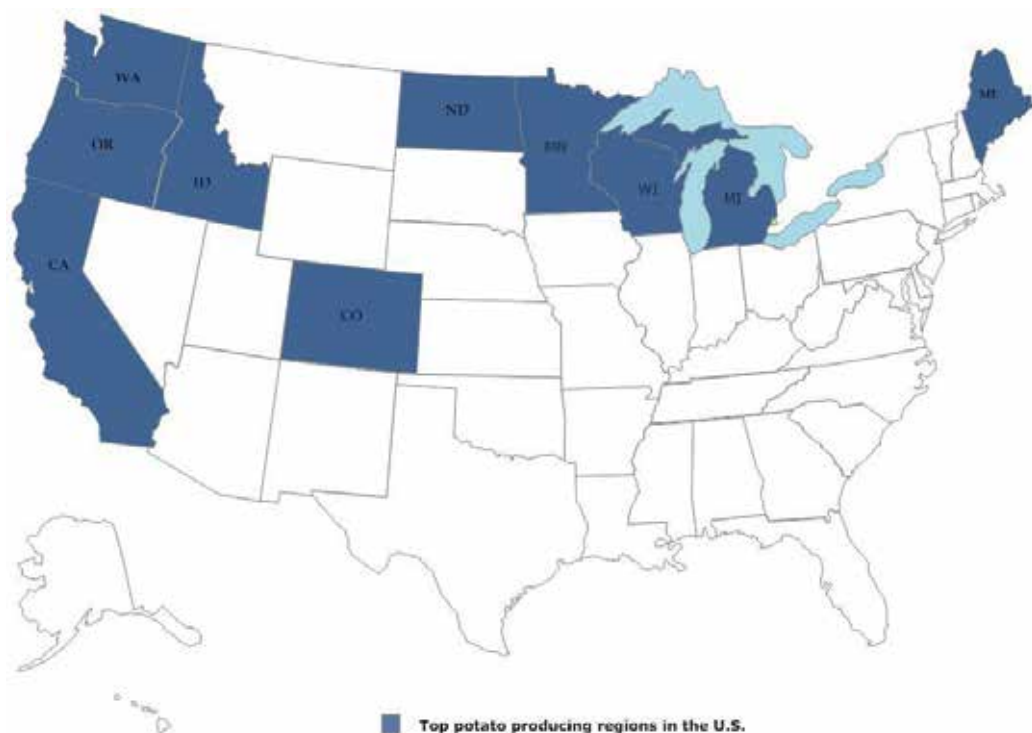 WA
ME
ND
OR
MN
ID
WI
MI
CA
CO
Top potato producing regions in the U.S.